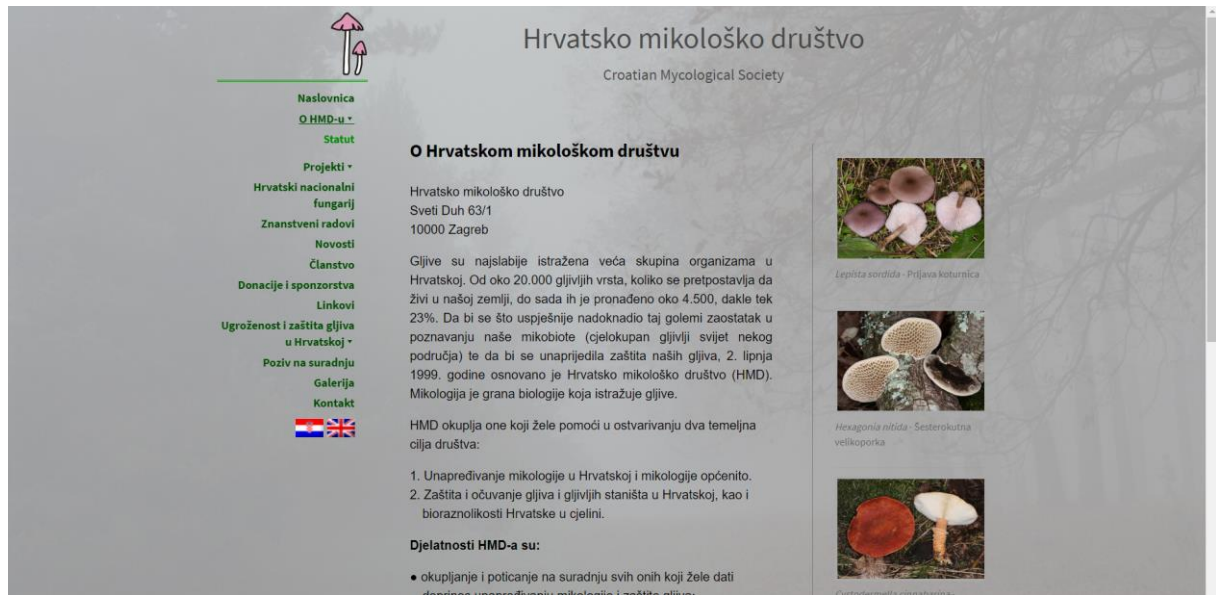 Hrvatsko mikološko društvo
Croatian Mycological Society
Naslovnica
O HMD-u
Statut
Projekti
Hrvatski nacionalni
fungarij
Znanstveni radovi
Novosti
Članstvo
Donacije i sponzorstva
Linkovi
Ugroženost i zaštita gljiva
u Hrvatskoj
Poziv na suradnju
Galerija
Kontakt
O Hrvatskom mikološkom društvu
Hrvatsko mikološko društvo
Sveti Duh 63/1
10000 Zagreb
Gljive su najslabije istražena veća skupina organizama u
Hrvatskoj. Od oko 20.000 gljivljih vrsta, koliko se pretpostavlja da
živi u našoj zemlji, do sada ih je pronađeno oko 4.500, dakle tek
23%. Da bi se što uspješnije nadoknadio taj golemi zaostatak u
poznavanju naše mikobiote (cjelokupan gljivlji svijet nekog
područja) te da bi se unaprijedila zaštita naših gljiva, 2. lipnja
1999. godine osnovano je Hrvatsko mikološko društvo (HMD).
Mikologija je grana biologije koja istražuje gljive.
HMD okuplja one koji žele pomoći u ostvarivanju dva temeljna
cilja društva:
1. Unapređivanje mikologije u Hrvatskoj i mikologije općenito.
2. Zaštita i očuvanje gljiva i gljivljih staništa u Hrvatskoj, kao i
bioraznolikosti Hrvatske u cjelini.
Djelatnosti HMD-a su:
● okupljanje i poticanje na suradnju svih onih koji žele dati
doprinos unapređivanju mikologije i zaštite gljiva;
Lepista sordida - Prljava koturnica
Hexagonia nitida - Šesterokutna
velikoporka
Cystodermella cinnabarina -